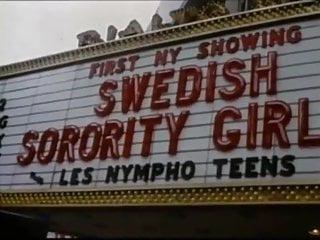 FIRST NY SHOWING
SWEDISH
SORORITY GIRL
LES NYMPHO TEENS